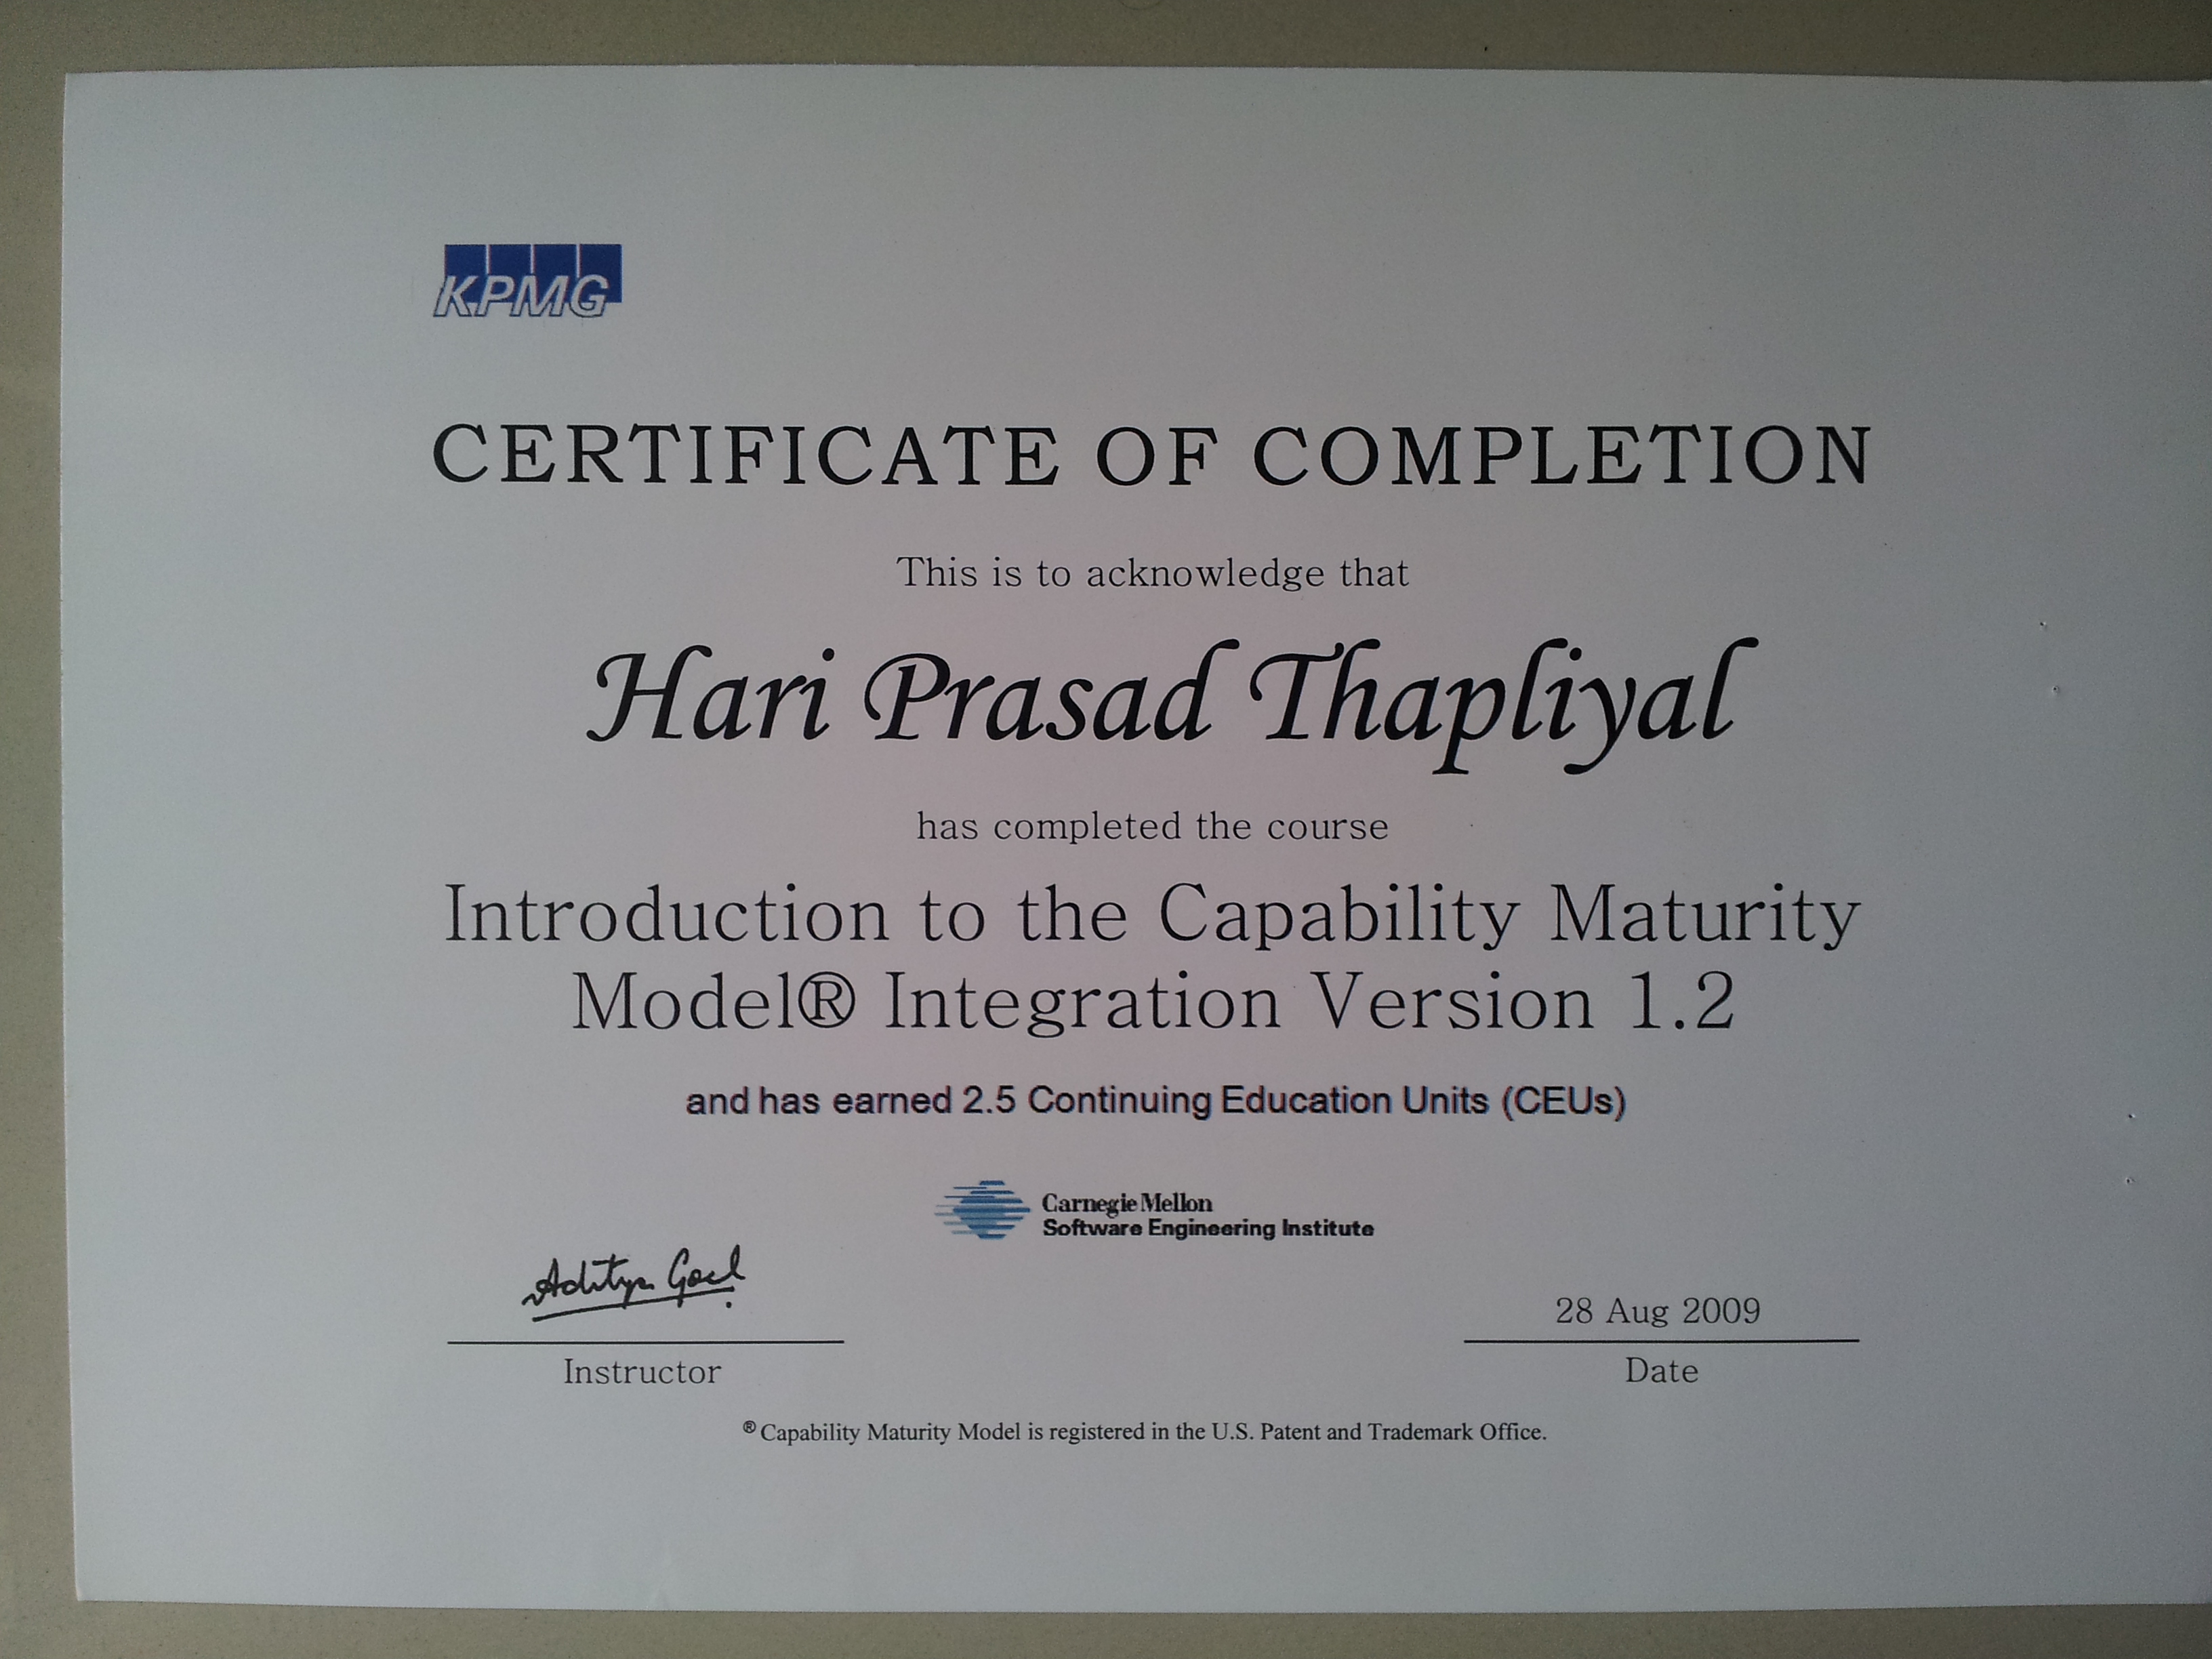 KPMG
CERTIFICATE OF COMPLETION
This is to acknowledge that
Hari Prasad Thapliyal
has completed the course
Introduction to the Capability Maturity
Model® Integration Version 1.2
and has earned 2.5 Continuing Education Units (CEUs)
Carnegie Mellon
Software Engineering Institute
Aditya Goel
28 Aug 2009
Instructor
Date
® Capability Maturity Model is registered in the U.S. Patent and Trademark Office.